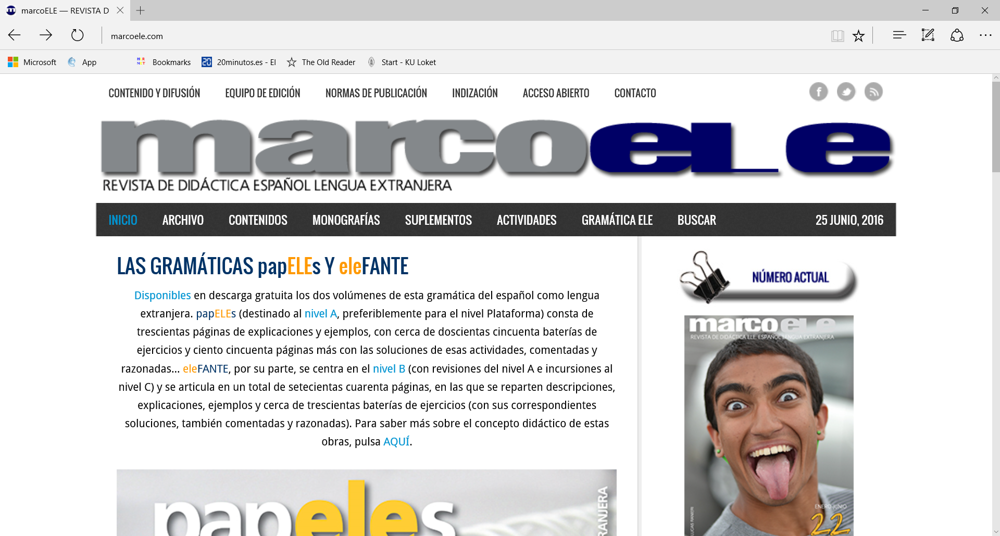 marcoELE — REVISTA D
marcoele.com
Microsoft
App
Bookmarks
20minutos.es - El
The Old Reader
Start - KU Loket
CONTENIDO Y DIFUSIÓN
EQUIPO DE EDICIÓN
NORMAS DE PUBLICACIÓN
INDIZACIÓN
ACCESO ABIERTO
CONTACTO
marcoELe
REVISTA DE DIDÁCTICA ESPAÑOL LENGUA EXTRANJERA
INICIO
ARCHIVO
CONTENIDOS
MONOGRAFÍAS
SUPLEMENTOS
ACTIVIDADES
GRAMÁTICA ELE
BUSCAR
25 JUNIO, 2016
LAS GRAMÁTICAS papELEs Y eleFANTE
Disponibles en descarga gratuita los dos volúmenes de esta gramática del español como lengua
extranjera. papELEs (destinado al nivel A, preferiblemente para el nivel Plataforma) consta de
trescientas páginas de explicaciones y ejemplos, con cerca de doscientas cincuenta baterías de
ejercicios y ciento cincuenta páginas más con las soluciones de esas actividades, comentadas y
razonadas... eleFANTE, por su parte, se centra en el nivel B (con revisiones del nivel A e incursiones al
nivel C) y se articula en un total de setecientas cuarenta páginas, en las que se reparten descripciones,
explicaciones, ejemplos y cerca de trescientas baterías de ejercicios (con sus correspondientes
soluciones, también comentadas y razonadas). Para saber más sobre el concepto didáctico de estas
obras, pulsa AQUÍ.
papeles
RANJERA
NÚMERO ACTUAL
marcoeLe
REVISTA DE DIDÁCTICA ELE ESPAÑOL LENGUA EXTRANJERA
ENERO-JUNIO
22